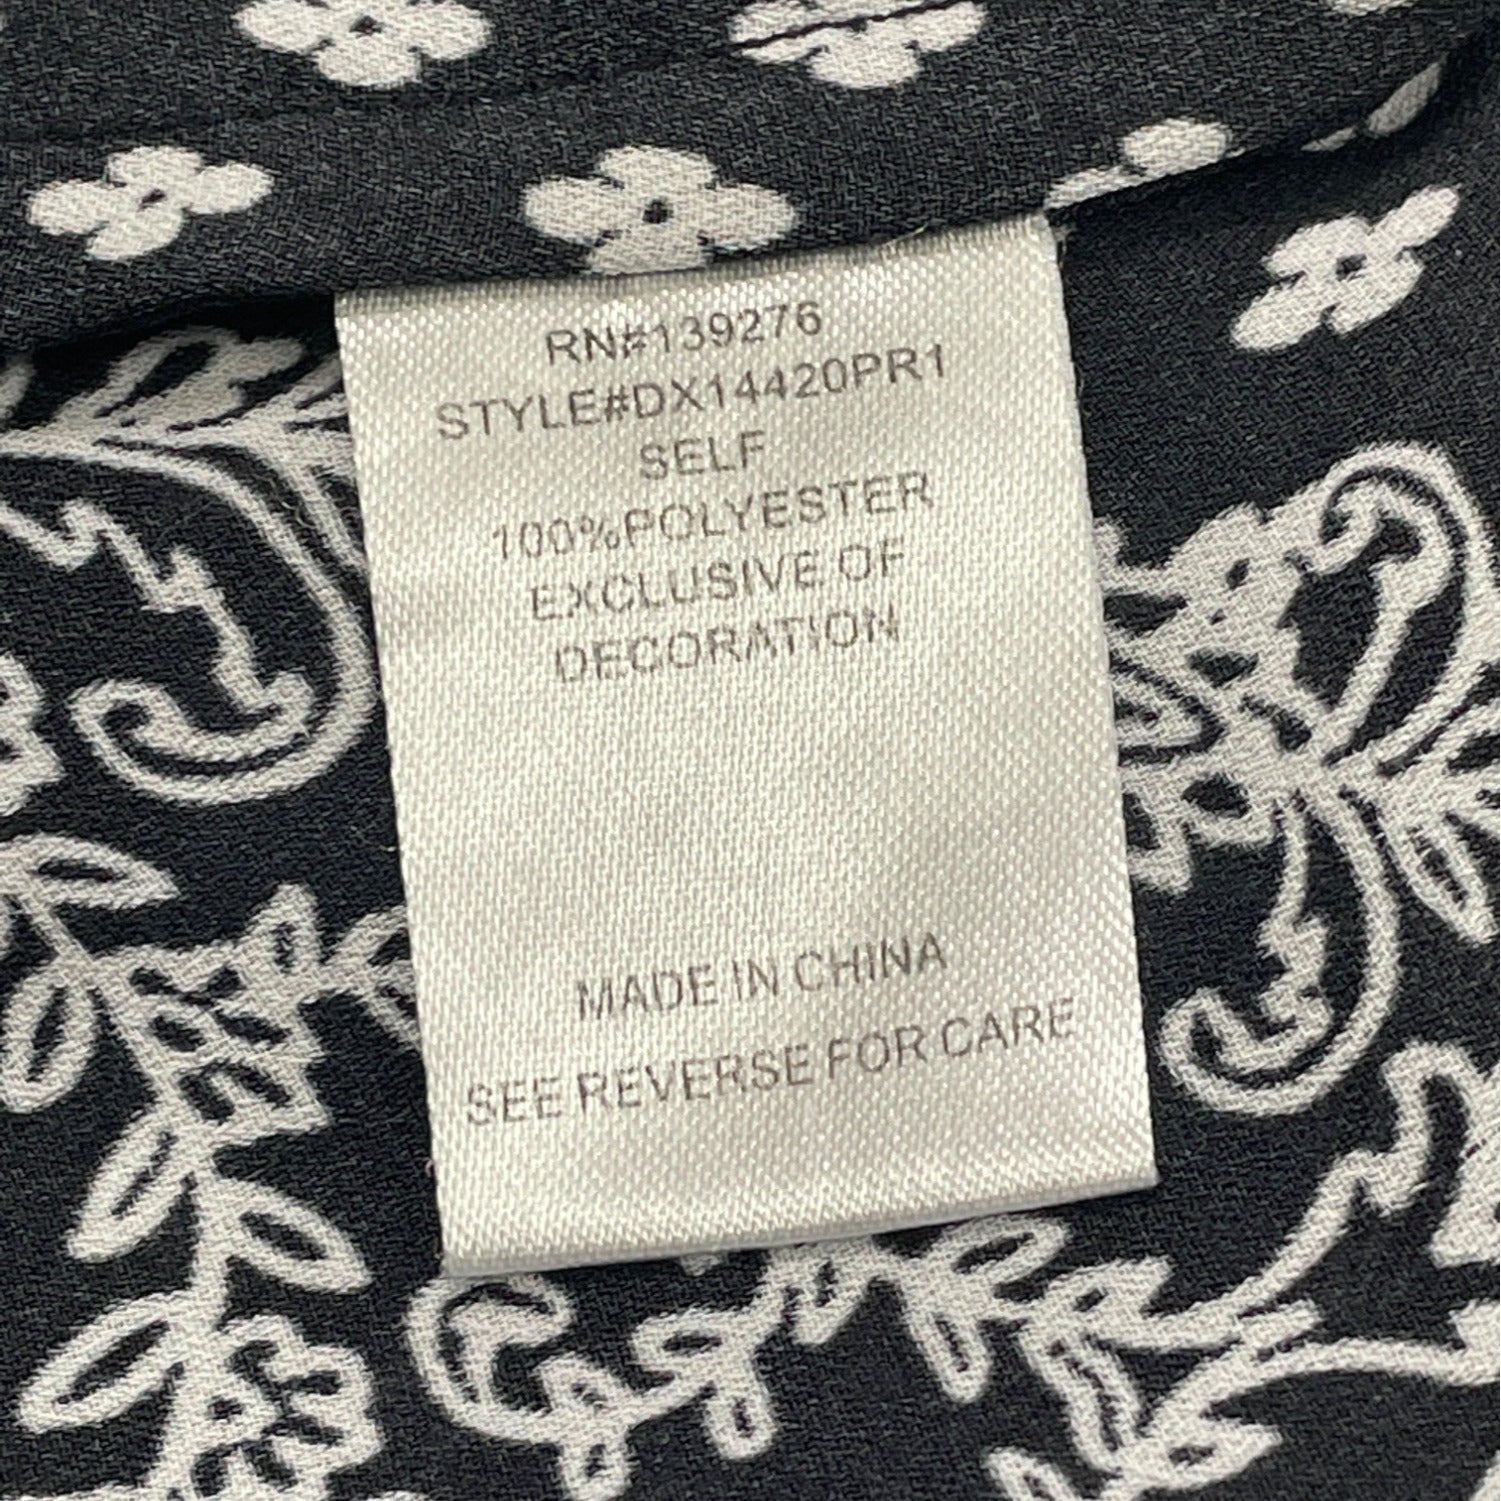 RN#139276
STYLE#DX14420PR1
SELF
100%POLYESTER
EXCLUSIVE OF
DECORATION
MADE IN CHINA
SEE REVERSE FOR CARE